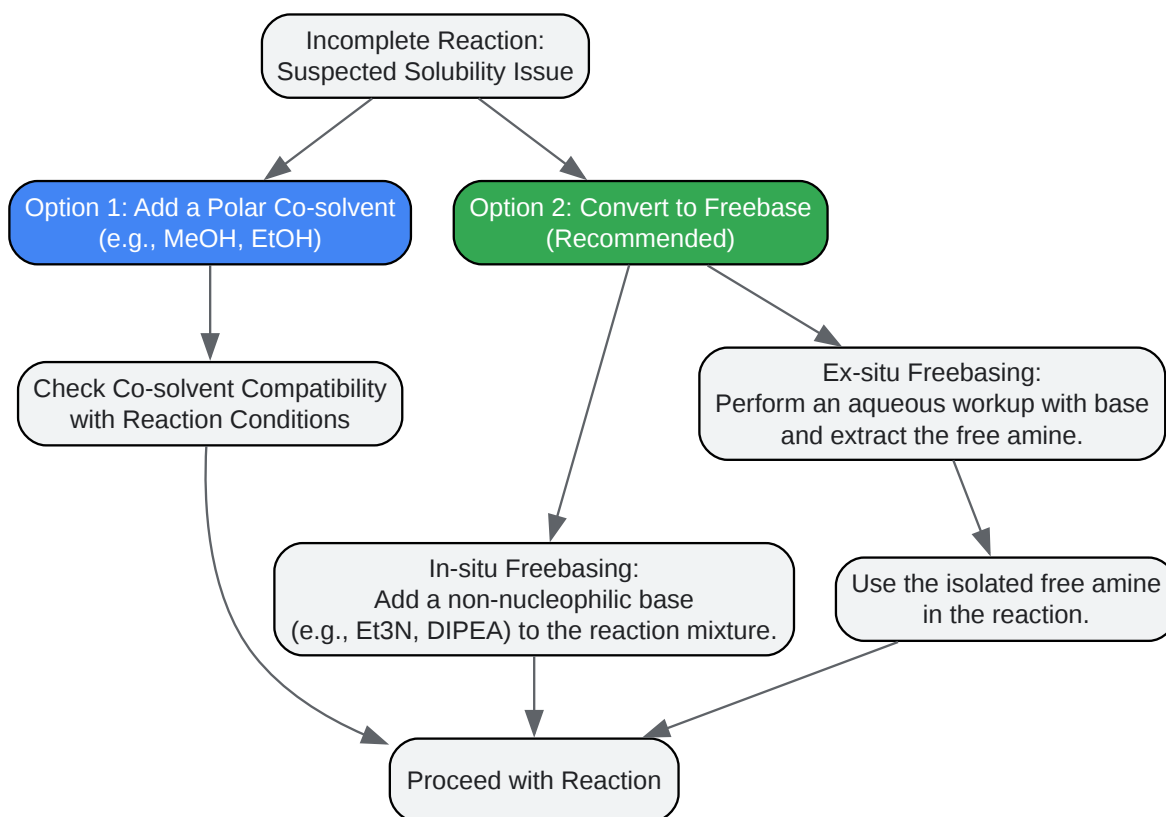 Incomplete Reaction:
Suspected Solubility Issue
Option 1: Add a Polar Co-solvent
(e.g., MeOH, EtOH)
Option 2: Convert to Freebase
(Recommended)
Check Co-solvent Compatibility
with Reaction Conditions
Ex-situ Freebasing:
Perform an aqueous workup with base
and extract the free amine.
In-situ Freebasing:
Add a non-nucleophilic base
(e.g., Et3N, DIPEA) to the reaction mixture.
Use the isolated free amine
in the reaction.
Proceed with Reaction